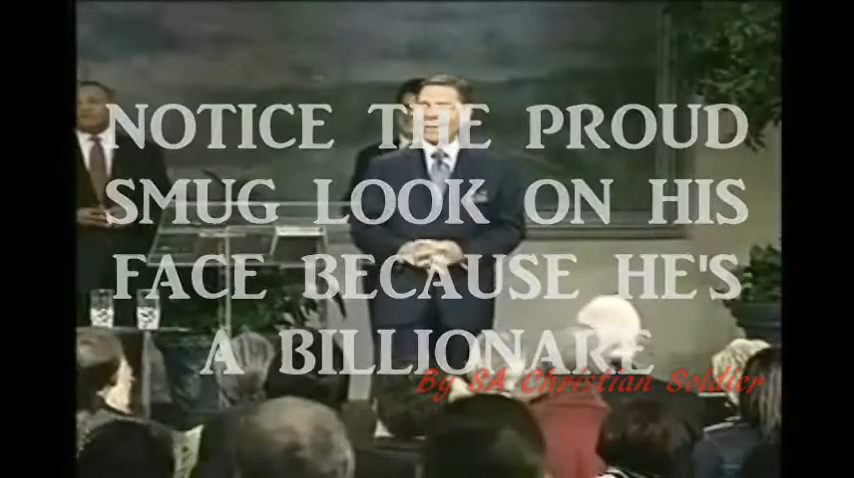 NOTICE THE PROUD
SMUG LOOK ON HIS
FACE BECAUSE HE'S
A BILLIONARE
By SA Christian Soldier